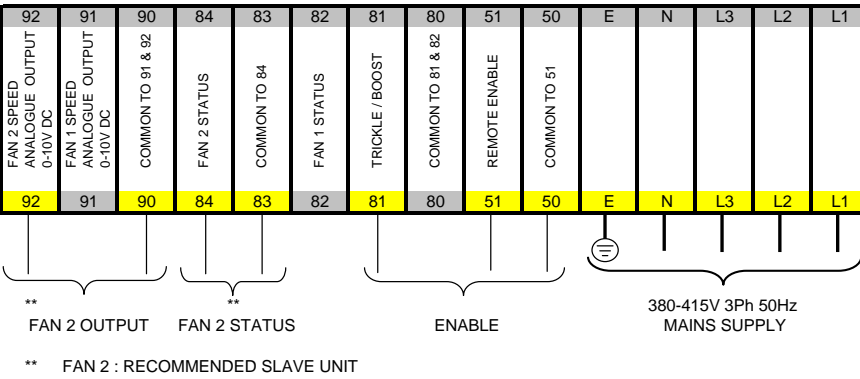 92 91 90 84 83 82 81 80 51 50 E N L3 L2 L1
FAN 2 SPEED
ANALOGUE OUTPUT
0-10V DC
FAN 1 SPEED
ANALOGUE OUTPUT
0-10V DC
COMMON TO 91 & 92
FAN 2 STATUS
COMMON TO 84
FAN 1 STATUS
TRICKLE / BOOST
COMMON TO 81 & 82
REMOTE ENABLE
COMMON TO 51
92 91 90 84 83 82 81 80 51 50 E N L3 L2 L1
**
FAN 2 OUTPUT
**
FAN 2 STATUS
ENABLE
380-415V 3Ph 50Hz
MAINS SUPPLY
** FAN 2 : RECOMMENDED SLAVE UNIT